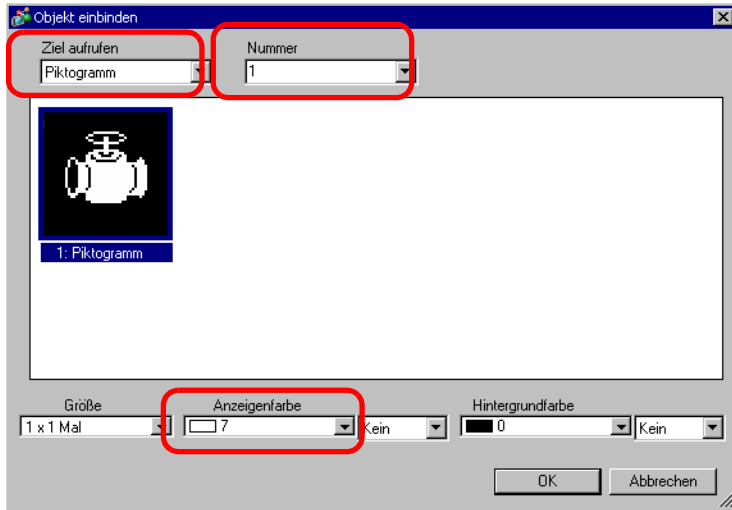 Objekt einbinden
Ziel aufrufen Nummer
Piktogramm 1
1: Piktogramm
Größe Anzeigenfarbe Hintergrundfarbe
1 x 1 Mal 7 Kein 0 Kein
OK Abbrechen